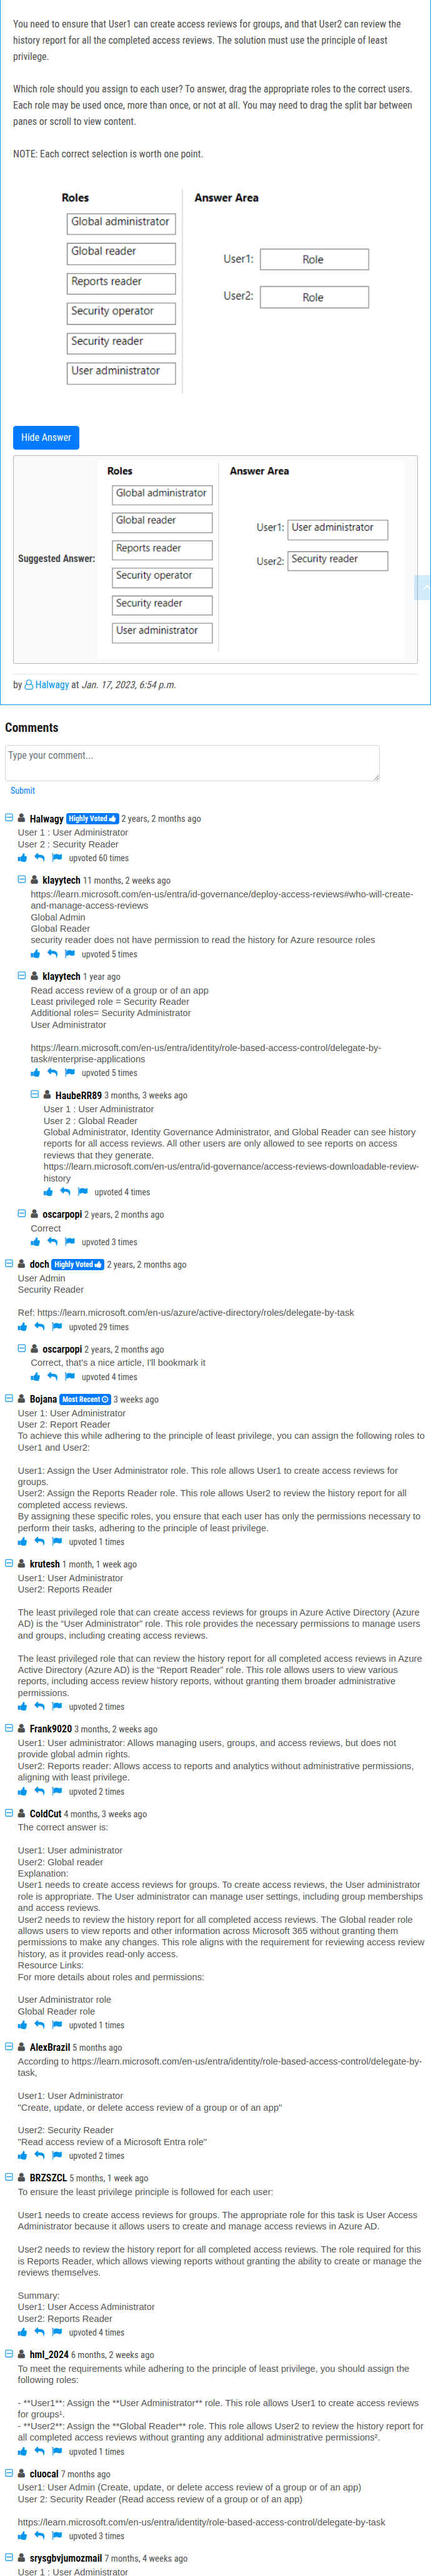 You need to ensure that User1 can create access reviews for groups, and that User2 can review the
history report for all the completed access reviews. The solution must use the principle of least
privilege.
Which role should you assign to each user? To answer, drag the appropriate roles to the correct users.
Each role may be used once, more than once, or not at all. You may need to drag the split bar between
panes or scroll to view content.
NOTE: Each correct selection is worth one point.
Roles
Answer Area
Global administrator
Global reader
User1: Role
Reports reader
User2: Role
Security operator
Security reader
User administrator
Hide Answer
Suggested Answer:
Roles
Answer Area
Global administrator
Global reader
User1: User administrator
Reports reader
User2: Security reader
Security operator
Security reader
User administrator
by Halwagy at Jan. 17, 2023, 6:54 p.m.
Comments
Type your comment...
Submit
Halwagy Highly Voted 2 years, 2 months ago
User 1 : User Administrator
User 2 : Security Reader
upvoted 60 times
klayytech 11 months, 2 weeks ago
https://learn.microsoft.com/en-us/entra/id-governance/deploy-access-reviews#who-will-create-
and-manage-access-reviews
Global Admin
Global Reader
security reader does not have permission to read the history for Azure resource roles
upvoted 5 times
klayytech 1 year ago
Read access review of a group or of an app
Least privileged role = Security Reader
Additional roles= Security Administrator
User Administrator
https://learn.microsoft.com/en-us/entra/identity/role-based-access-control/delegate-by-
task#enterprise-applications
upvoted 5 times
HaubeRR89 3 months, 3 weeks ago
User 1 : User Administrator
User 2 : Global Reader
Global Administrator, Identity Governance Administrator, and Global Reader can see history
reports for all access reviews. All other users are only allowed to see reports on access
reviews that they generate.
https://learn.microsoft.com/en-us/entra/id-governance/access-reviews-downloadable-review-
history
upvoted 4 times
oscarpopi 2 years, 2 months ago
Correct
upvoted 3 times
doch Highly Voted 2 years, 2 months ago
User Admin
Security Reader
Ref: https://learn.microsoft.com/en-us/azure/active-directory/roles/delegate-by-task
upvoted 29 times
oscarpopi 2 years, 2 months ago
Correct, that's a nice article, I'll bookmark it
upvoted 4 times
Bojana Most Recent 3 weeks ago
User 1: User Administrator
User 2: Report Reader
To achieve this while adhering to the principle of least privilege, you can assign the following roles to
User1 and User2:
User1: Assign the User Administrator role. This role allows User1 to create access reviews for
groups.
User2: Assign the Reports Reader role. This role allows User2 to view the history report for all
completed access reviews.
By assigning these specific roles, you ensure that each user has only the permissions necessary to
perform their tasks, adhering to the principle of least privilege.
upvoted 1 times
krutesh 1 month, 1 week ago
User1: User Administrator
User2: Reports Reader
The least privileged role that can create access reviews for groups in Azure Active Directory (Azure
AD) is the "User Administrator" role. This role provides the necessary permissions to manage users
and groups, including creating access reviews.
The least privileged role that can review the history report for all completed access reviews in Azure
Active Directory (Azure AD) is the "Report Reader" role. This role allows users to view various
reports, including access review history reports, without granting them broader administrative
permissions.
upvoted 2 times
Frank9020 3 months, 2 weeks ago
User1: User administrator: Allows managing users, groups, and access reviews, but does not
provide global admin rights.
User2: Reports reader: Allows access to reports and analytics without administrative permissions,
aligning with least privilege.
upvoted 2 times
ColdCut 4 months, 3 weeks ago
The correct answer is:
User1: User administrator
User2: Global reader
Explanation:
User1 needs to create access reviews for groups. To create access reviews, the User administrator
role is appropriate. The User administrator can manage user settings, including group memberships
and access reviews.
User2 needs to review the history report for all completed access reviews. The Global reader role
allows users to view reports and other information across Microsoft 365 without granting them
permissions to make any changes. This role aligns with the requirement for reviewing access review
history, as it provides read-only access.
Resource Links:
For more details about roles and permissions:
User Administrator role
Global Reader role
upvoted 1 times
AlexBrazil 5 months ago
According to https://learn.microsoft.com/en-us/entra/identity/role-based-access-control/delegate-by-
task,
User1: User Administrator
"Create, update, or delete access review of a group or of an app"
User2: Security Reader
"Read access review of a Microsoft Entra role"
upvoted 2 times
BRZSZCL 5 months, 1 week ago
To ensure the least privilege principle is followed for each user:
User1 needs to create access reviews for groups. The appropriate role for this task is User Access
Administrator because it allows users to create and manage access reviews in Azure AD.
User2 needs to review the history report for all completed access reviews. The role required for this
is Reports Reader, which allows viewing reports without granting the ability to create or manage the
reviews themselves.
Summary:
User1: User Access Administrator
User2: Reports Reader
upvoted 4 times
hml_2024 6 months, 2 weeks ago
To meet the requirements while adhering to the principle of least privilege, you should assign the
following roles:
- **User1**: Assign the **User Administrator** role. This role allows User1 to create access reviews
for groups¹.
- **User2**: Assign the **Global Reader** role. This role allows User2 to review the history report for
all completed access reviews without granting any additional administrative permissions².
upvoted 1 times
cluocal 7 months ago
User1: User Admin (Create, update, or delete access review of a group or of an app)
User 2: Security Reader (Read access review of a group or of an app)
https://learn.microsoft.com/en-us/entra/identity/role-based-access-control/delegate-by-task
upvoted 3 times
srysgbvjumozmail 7 months, 4 weeks ago
User 1 : User Administrator